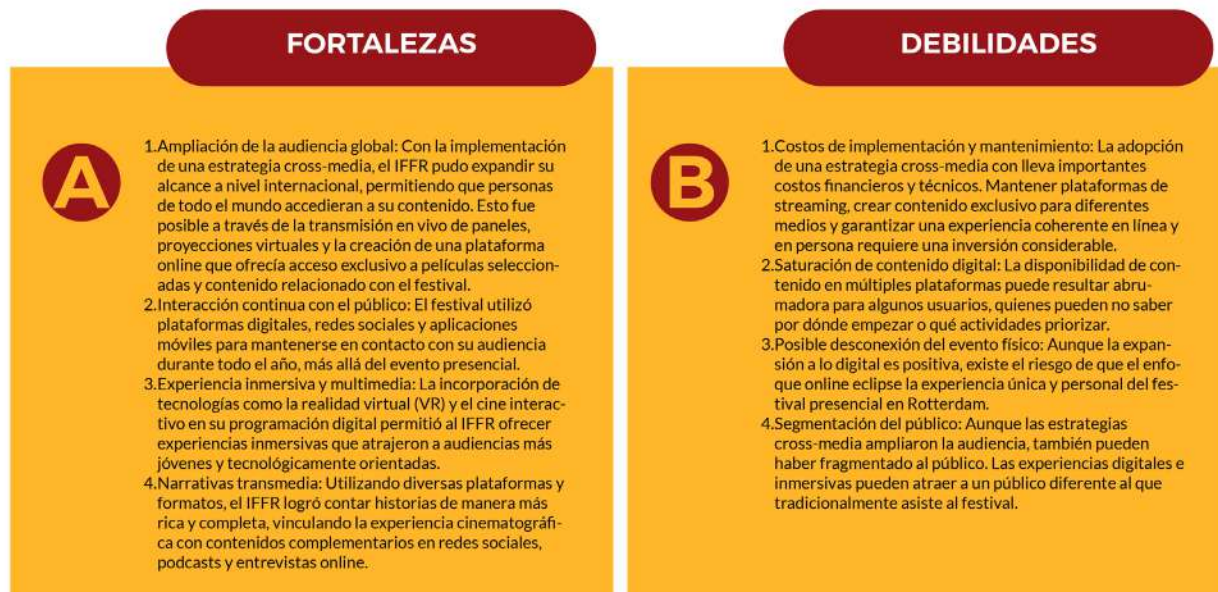 FORTALEZAS
A
1.Ampliación de la audiencia global: Con la implementación
de una estrategia cross-media, el IFFR pudo expandir su
alcance a nivel internacional, permitiendo que personas
de todo el mundo accedieran a su contenido. Esto fue
posible a través de la transmisión en vivo de paneles,
proyecciones virtuales y la creación de una plataforma
online que ofrecía acceso exclusivo a películas seleccion-
adas y contenido relacionado con el festival.
2.Interacción continua con el público: El festival utilizó
plataformas digitales, redes sociales y aplicaciones
móviles para mantenerse en contacto con su audiencia
durante todo el año, más allá del evento presencial.
3.Experiencia inmersiva y multimedia: La incorporación de
tecnologías como la realidad virtual (VR) y el cine interac-
tivo en su programación digital permitió al IFFR ofrecer
experiencias inmersivas que atrajeron a audiencias más
jóvenes y tecnológicamente orientadas.
4.Narrativas transmedia: Utilizando diversas plataformas y
formatos, el IFFR logró contar historias de manera más
rica y completa, vinculando la experiencia cinematográfi-
ca con contenidos complementarios en redes sociales,
podcasts y entrevistas online.
DEBILIDADES
B
1.Costos de implementación y mantenimiento: La adopción
de una estrategia cross-media con lleva importantes
costos financieros y técnicos. Mantener plataformas de
streaming, crear contenido exclusivo para diferentes
medios y garantizar una experiencia coherente en línea y
en persona requiere una inversión considerable.
2.Saturación de contenido digital: La disponibilidad de con-
tenido en múltiples plataformas puede resultar abru-
madora para algunos usuarios, quienes pueden no saber
por dónde empezar o qué actividades priorizar.
3.Posible desconexión del evento físico: Aunque la expan-
sión a lo digital es positiva, existe el riesgo de que el enfo-
que online eclipse la experiencia única y personal del fes-
tival presencial en Rotterdam.
4.Segmentación del público: Aunque las estrategias
cross-media ampliaron la audiencia, también pueden
haber fragmentado al público. Las experiencias digitales e
inmersivas pueden atraer a un público diferente al que
tradicionalmente asiste al festival.